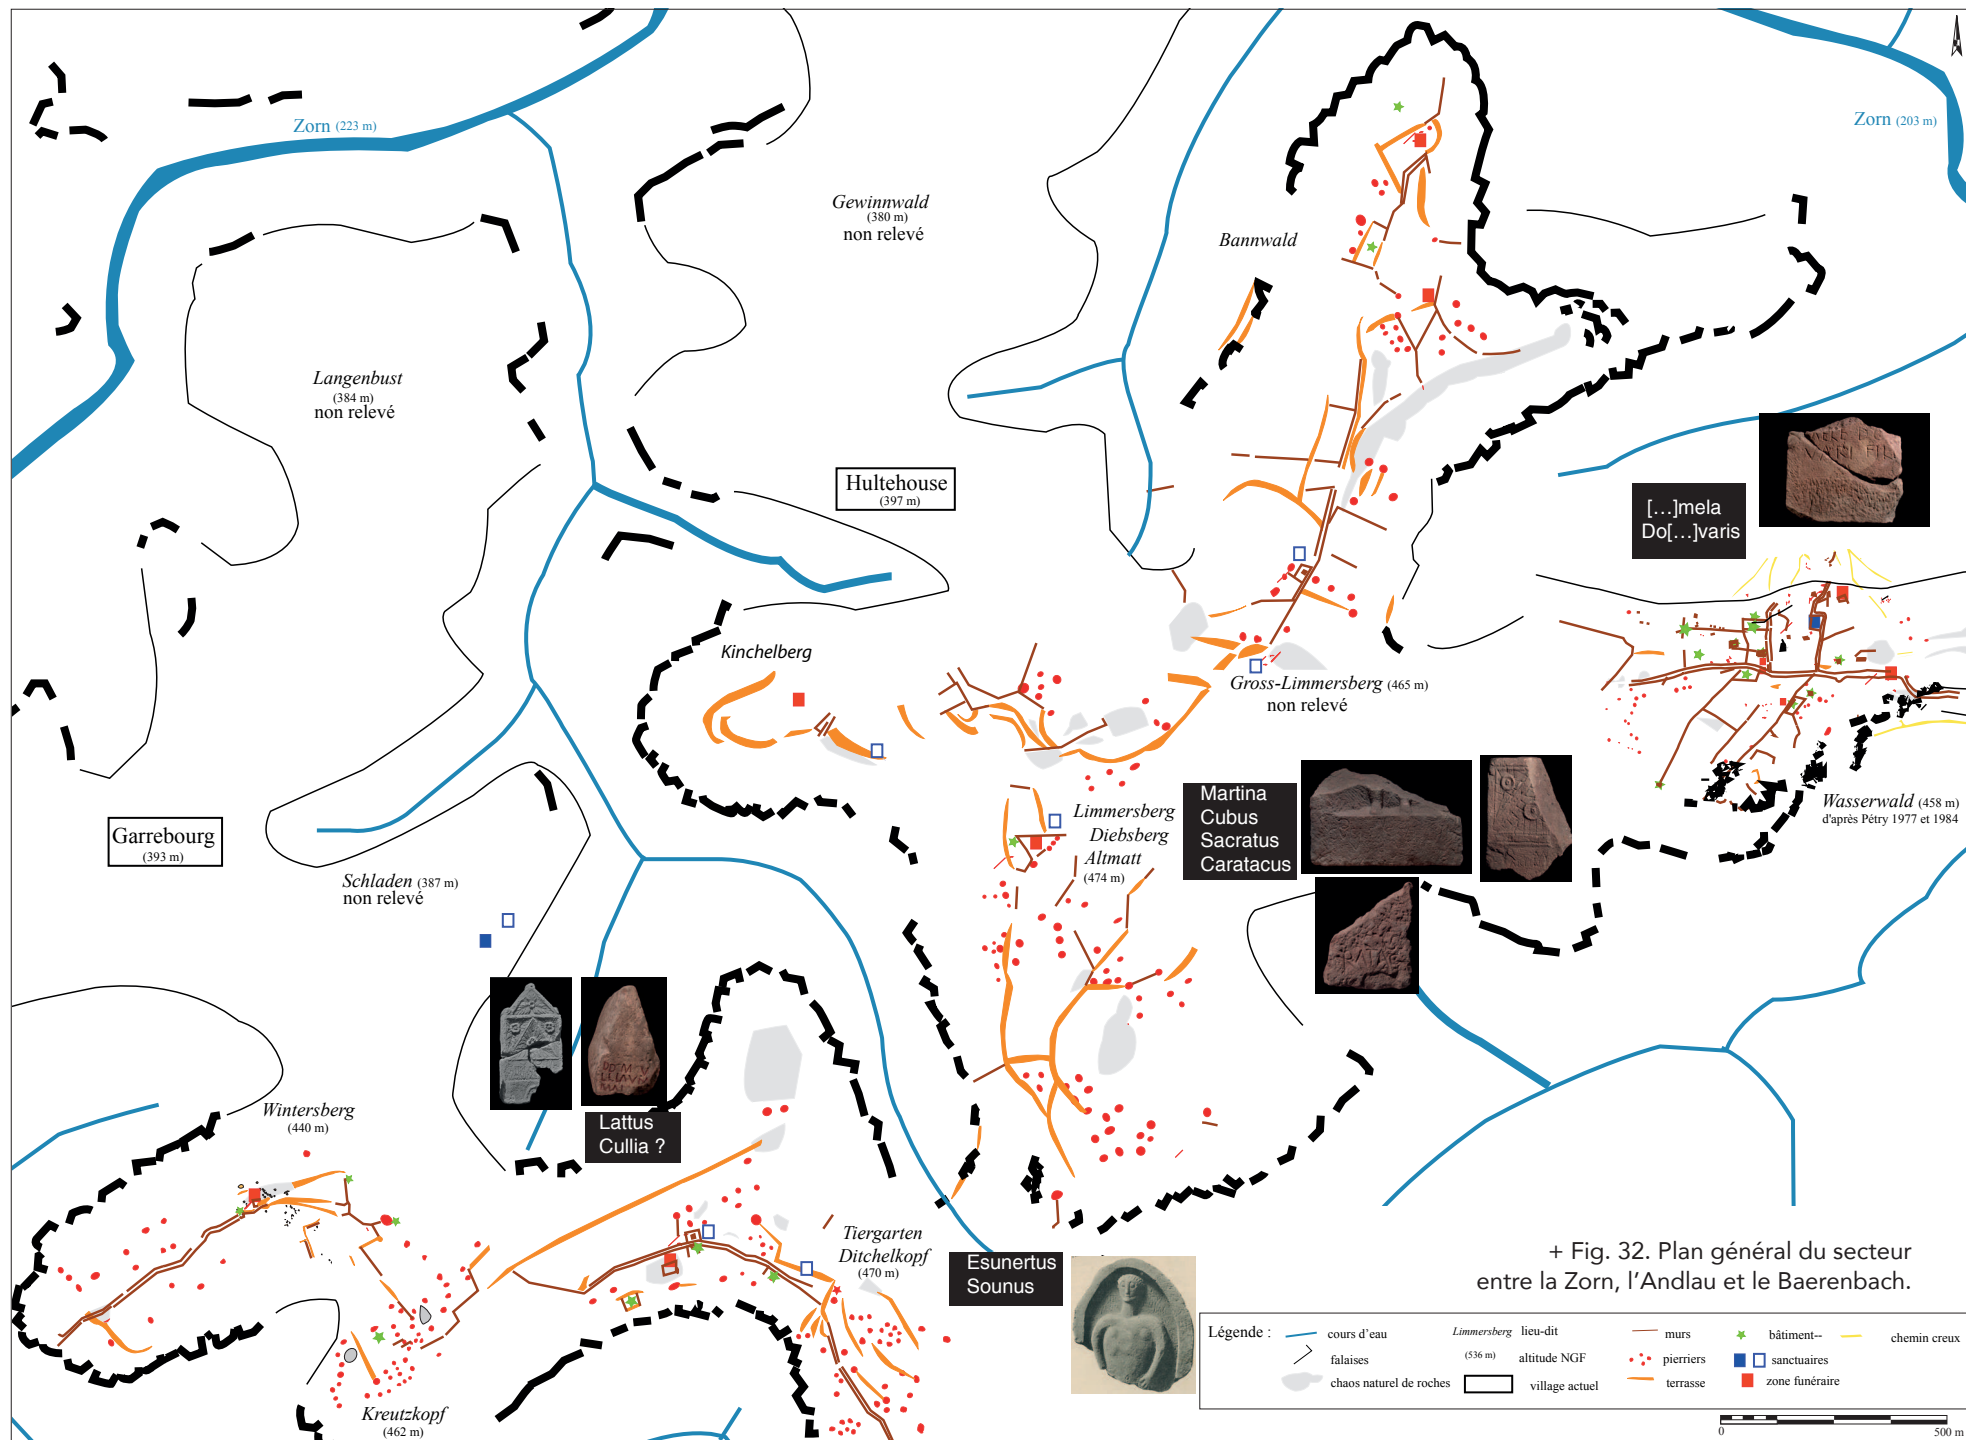 Zorn (223 m)
Zorn (203 m)
Gewinnwald
(380 m)
non relevé
Bannwald
Langenbust
(384 m)
non relevé
Hultehouse
(397 m)
[...]mela
Do[...]varis
VARI FIL
Kinchelberg
Gross-Limmersberg (465 m)
non relevé
Garrebourg
(393 m)
Schladen (387 m)
non relevé
Limmersberg
Diebsberg
Altmatt
(474 m)
Martina
Cubus
Sacratus
Caratacus
Wasserwald (458 m)
d'après Pétry 1977 et 1984
Lattus
Cullia ?
Wintersberg
(440 m)
Tiergarten
Ditchelkopf
(470 m)
Esunertus
Sounus
Kreutzkopf
(462 m)
+ Fig. 32. Plan général du secteur
entre la Zorn, l'Andlau et le Baerenbach.
Légende :
cours d'eau
falaises
chaos naturel de roches
Limmersberg lieu-dit
(536 m) altitude NGF
village actuel
murs
pierriers
terrasse
bâtiment--
sanctuaires
zone funéraire
chemin creux
0 500 m